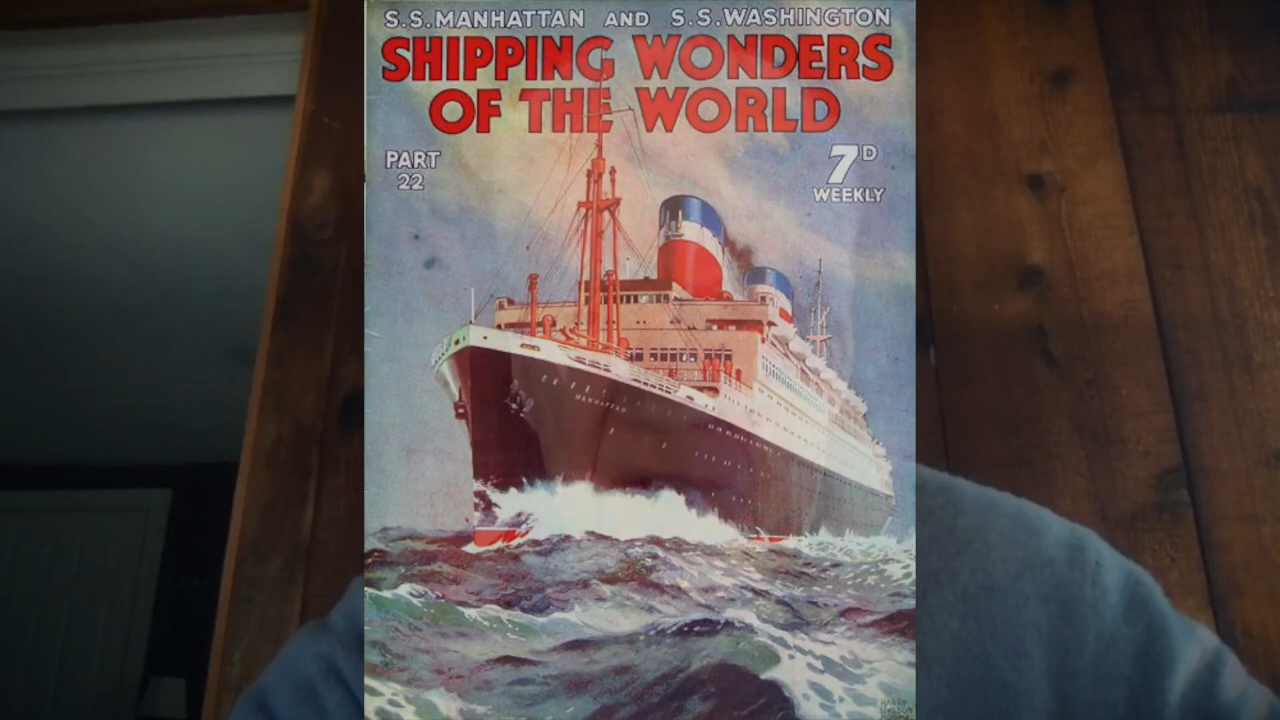 S.S.MANHATTAN AND S.S.WASHINGTON
SHIPPING WONDERS
OF THE WORLD
PART
22
7D
WEEKLY
MANHATTAN